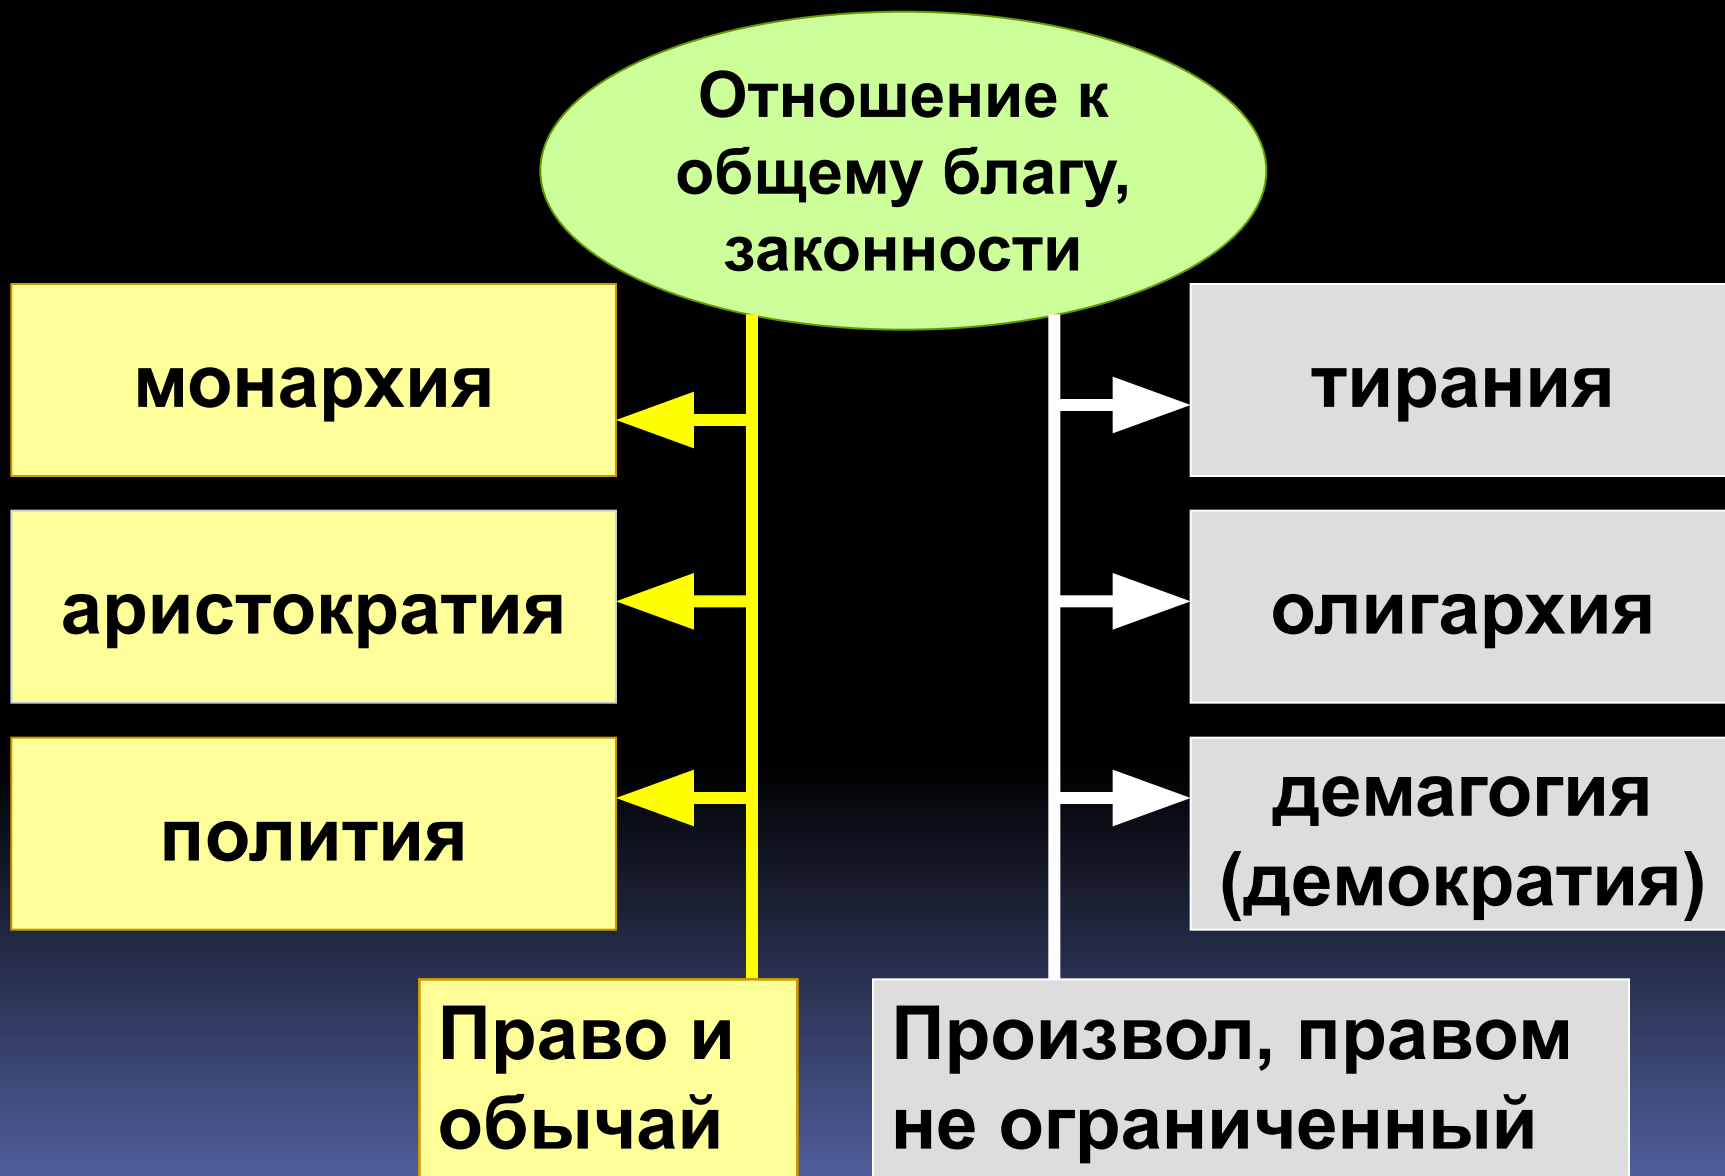 Отношение к
общему благу,
законности
монархия
тирания
аристократия
олигархия
полития
демагогия
(демократия)
Право и
обычай
Произвол, правом
не ограниченный